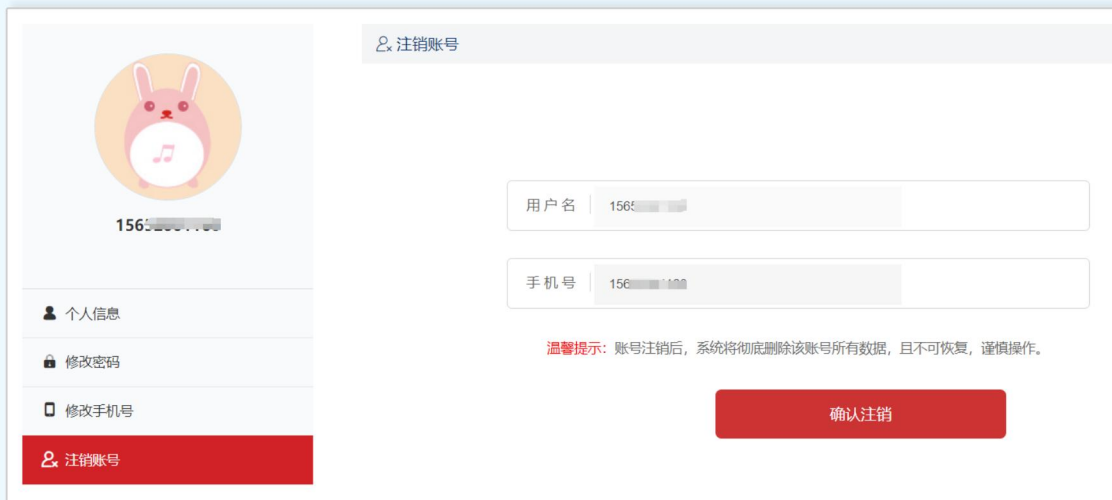 注销账号
个人信息
修改密码
修改手机号
注销账号
用户名
手机号
温馨提示：账号注销后，系统将彻底删除该账号所有数据，且不可恢复，谨慎操作。
确认注销